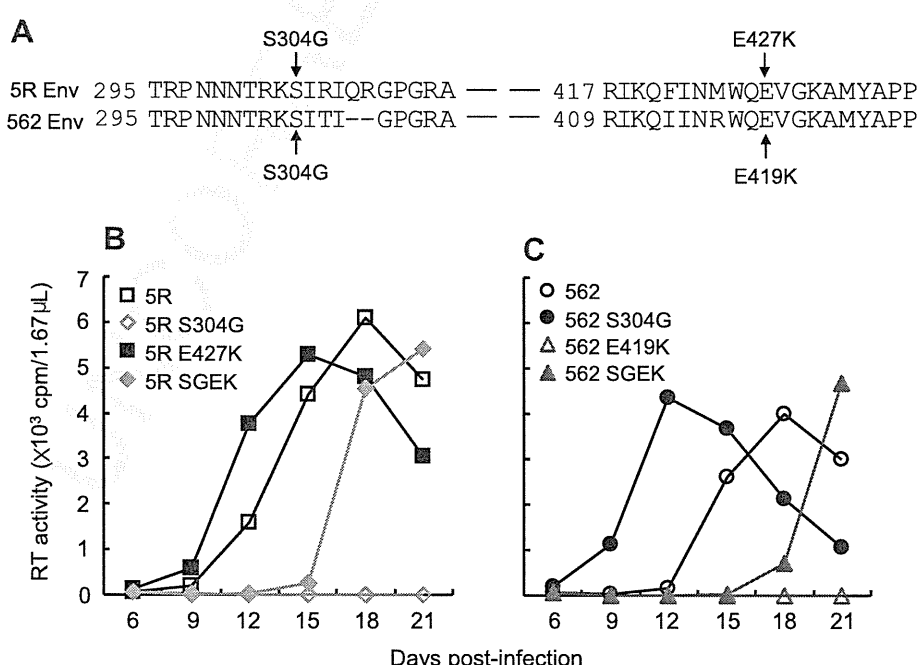 A
S304G E427K
5R Env 295 TRPNNNTRKSIRIQRGPGRA — — 417 RIKQFINMWQEVGKAMYAPP
562 Env 295 TRPNNNTRKSITI--GPGRA — — 409 RIKQIINRWQEVGKAMYAPP
S304G E419K
B
RT activity (x10³ cpm/1.67µL)
7
6
5
4
3
2
1
0
5R
5R S304G
5R E427K
5R SGEK
6 9 12 15 18 21
C
562
562 S304G
562 E419K
562 SGEK
6 9 12 15 18 21
Days post-infection